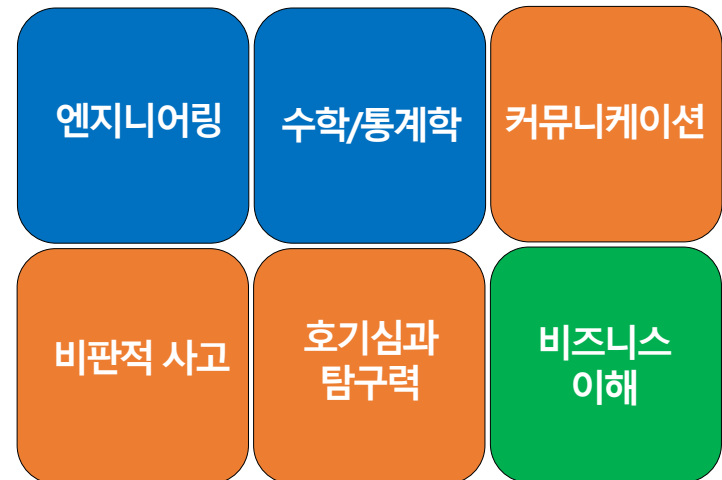 엔지니어링
수학/통계학
커뮤니케이션
비판적 사고
호기심과
탐구력
비즈니스
이해